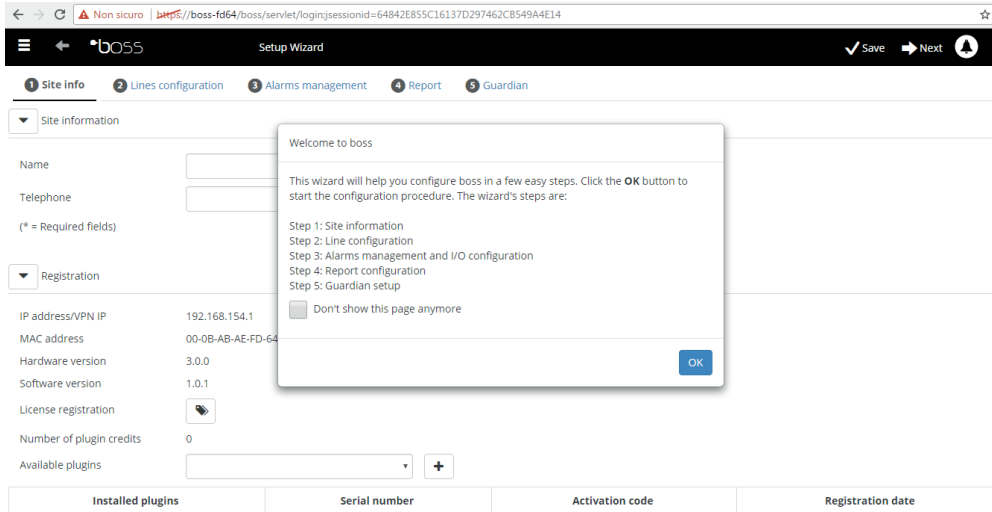 Non sicuro | https://boss-fd64/boss/servlet/login;jsessionid=64842E855C16137D297462CB549A4E14
boss Setup Wizard Save Next
1 Site info 2 Lines configuration 3 Alarms management 4 Report 5 Guardian
Site information
Name
Telephone
(* = Required fields)
Welcome to boss
This wizard will help you configure boss in a few easy steps. Click the OK button to
start the configuration procedure. The wizard's steps are:
Step 1: Site information
Step 2: Line configuration
Step 3: Alarms management and I/O configuration
Step 4: Report configuration
Step 5: Guardian setup
Don't show this page anymore
OK
Registration
IP address/VPN IP 192.168.154.1
MAC address 00-0B-AB-AE-FD-64
Hardware version 3.0.0
Software version 1.0.1
License registration
Number of plugin credits 0
Available plugins
Installed plugins Serial number Activation code Registration date